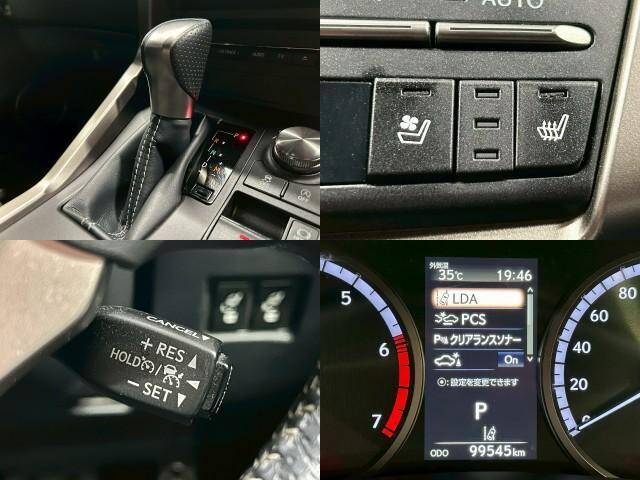 P
R
N
D
AUTO
CANCEL
+ RES
HOLD
- SET
外気温
35℃ 19:46
LDA
PCS
クリアランスソナー
On
:設定を変更できます
P
ODO 99545km
5
6
7
80
60
40
20
0